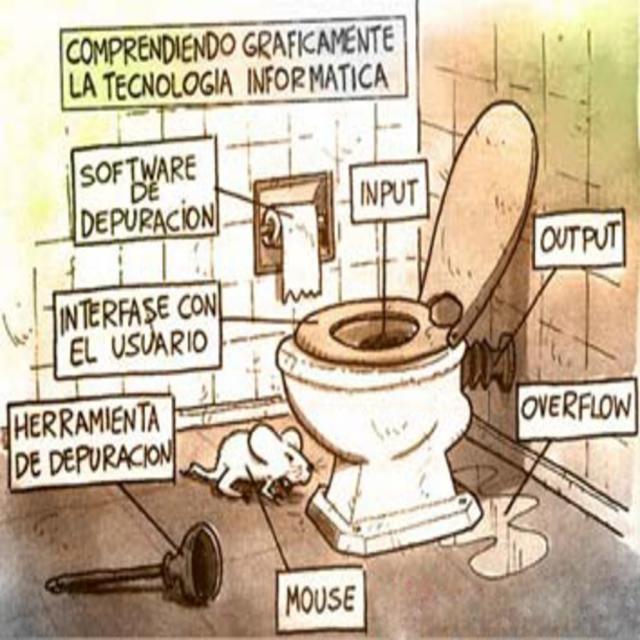 COMPRENDIENDO GRAFICAMENTE
LA TECNOLOGIA INFORMATICA
SOFTWARE
DE
DEPURACION
INPUT
OUTPUT
INTERFASE CON
EL USUARIO
HERRAMIENTA
DE DEPURACION
OVERFLOW
MOUSE